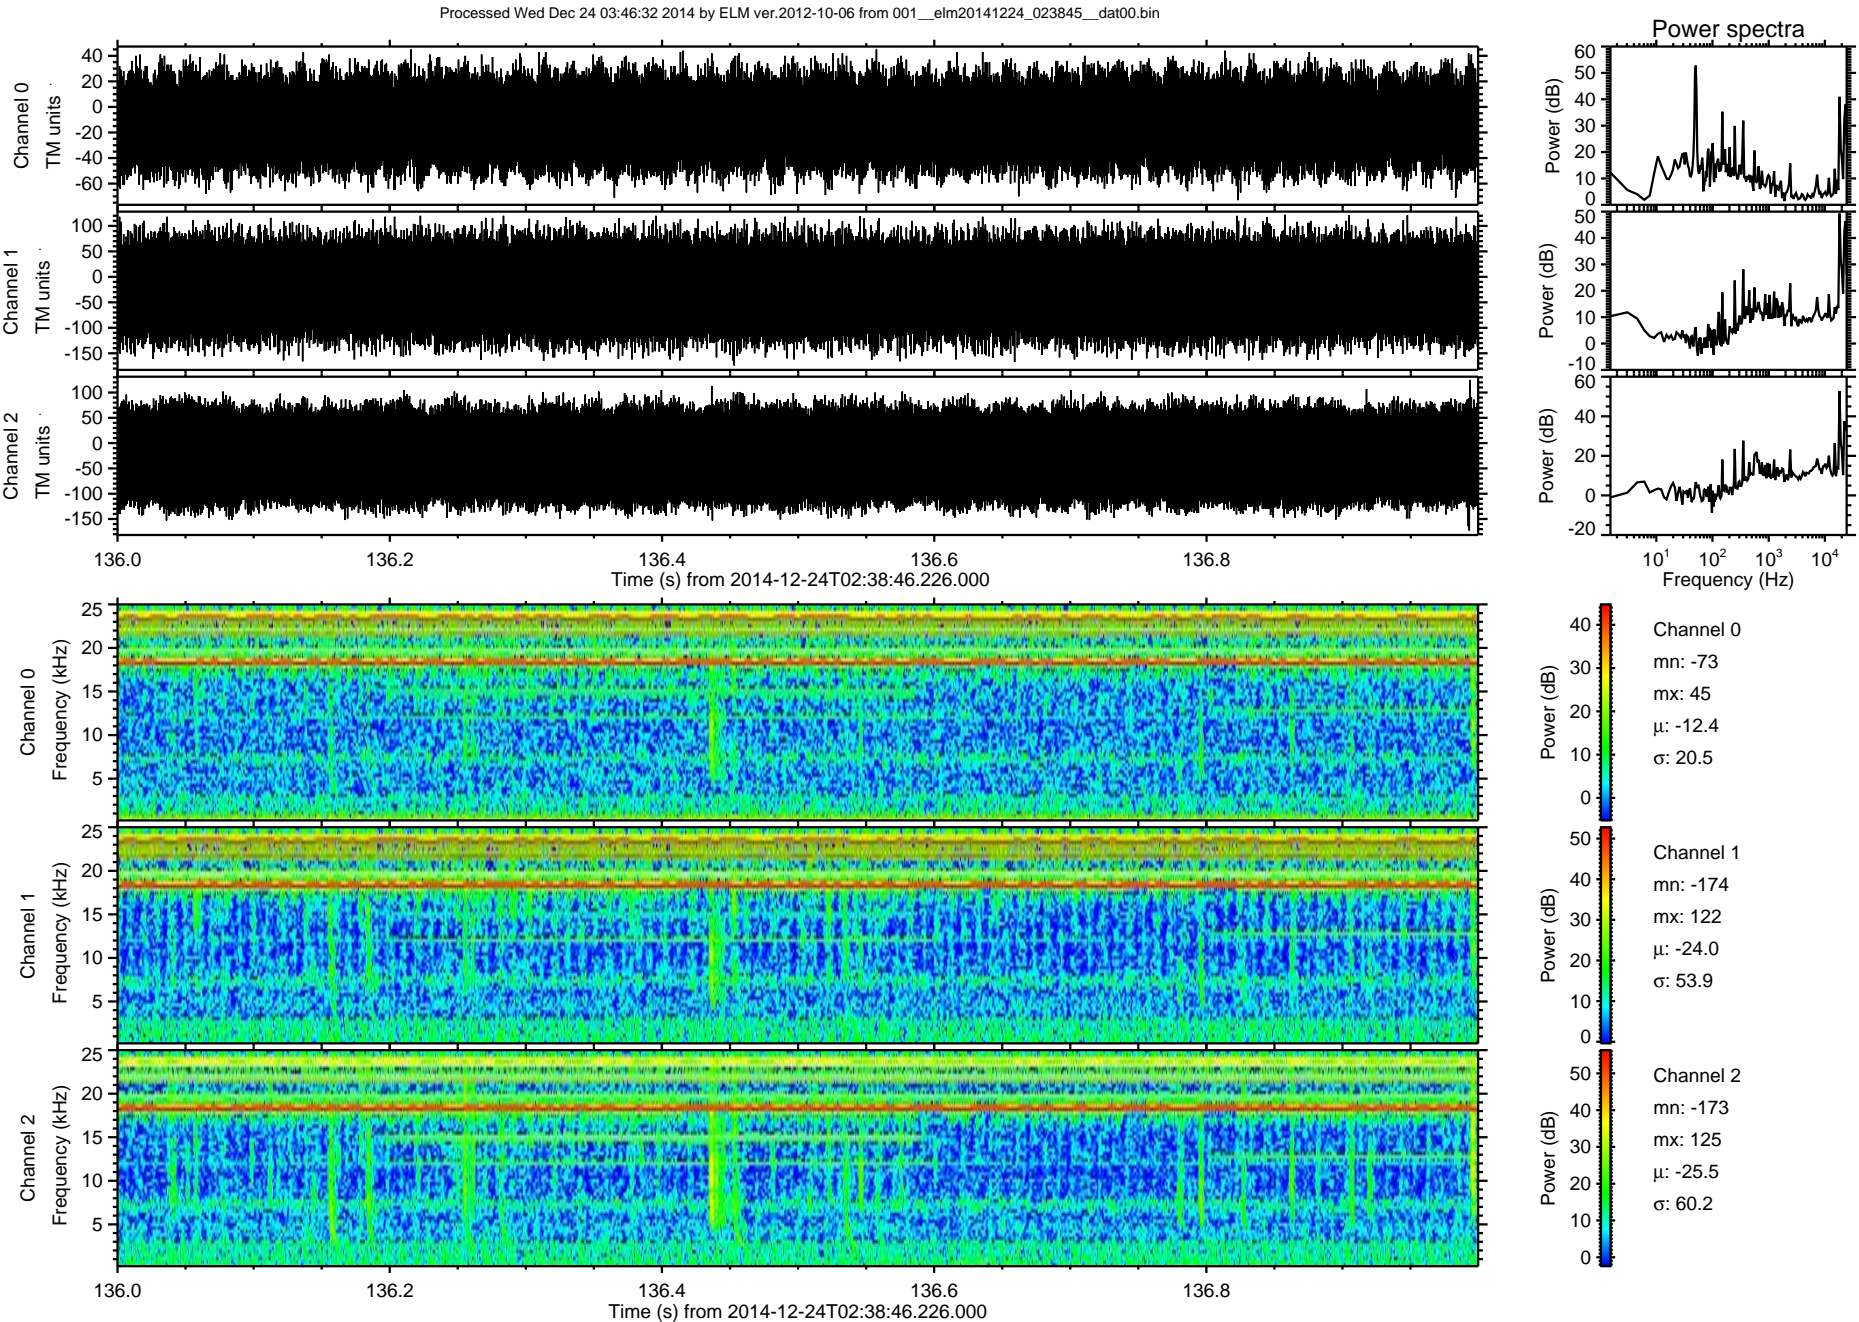 Processed Wed Dec 24 03:46:32 2014 by ELM ver.2012-10-06 from 001__elm20141224_023845__dat00.bin
Power spectra
Channel 0
TM units
40
20
0
-20
-40
-60
Power (dB)
60
50
40
30
20
10
0
Channel 1
TM units
100
50
0
-50
-100
-150
Power (dB)
50
40
30
20
10
0
-10
Channel 2
TM units
100
50
0
-50
-100
-150
Power (dB)
60
40
20
0
-20
136.0 136.2 136.4 136.6 136.8
Time (s) from 2014-12-24T02:38:46.226.000
10¹ 10² 10³ 10⁴
Frequency (Hz)
Channel 0
Frequency (kHz)
25
20
15
10
5
Power (dB)
40
30
20
10
0
Channel 0
mn: -73
mx: 45
μ: -12.4
σ: 20.5
Channel 1
Frequency (kHz)
25
20
15
10
5
Power (dB)
50
40
30
20
10
0
Channel 1
mn: -174
mx: 122
μ: -24.0
σ: 53.9
Channel 2
Frequency (kHz)
25
20
15
10
5
Power (dB)
50
40
30
20
10
0
Channel 2
mn: -173
mx: 125
μ: -25.5
σ: 60.2
136.0 136.2 136.4 136.6 136.8
Time (s) from 2014-12-24T02:38:46.226.000